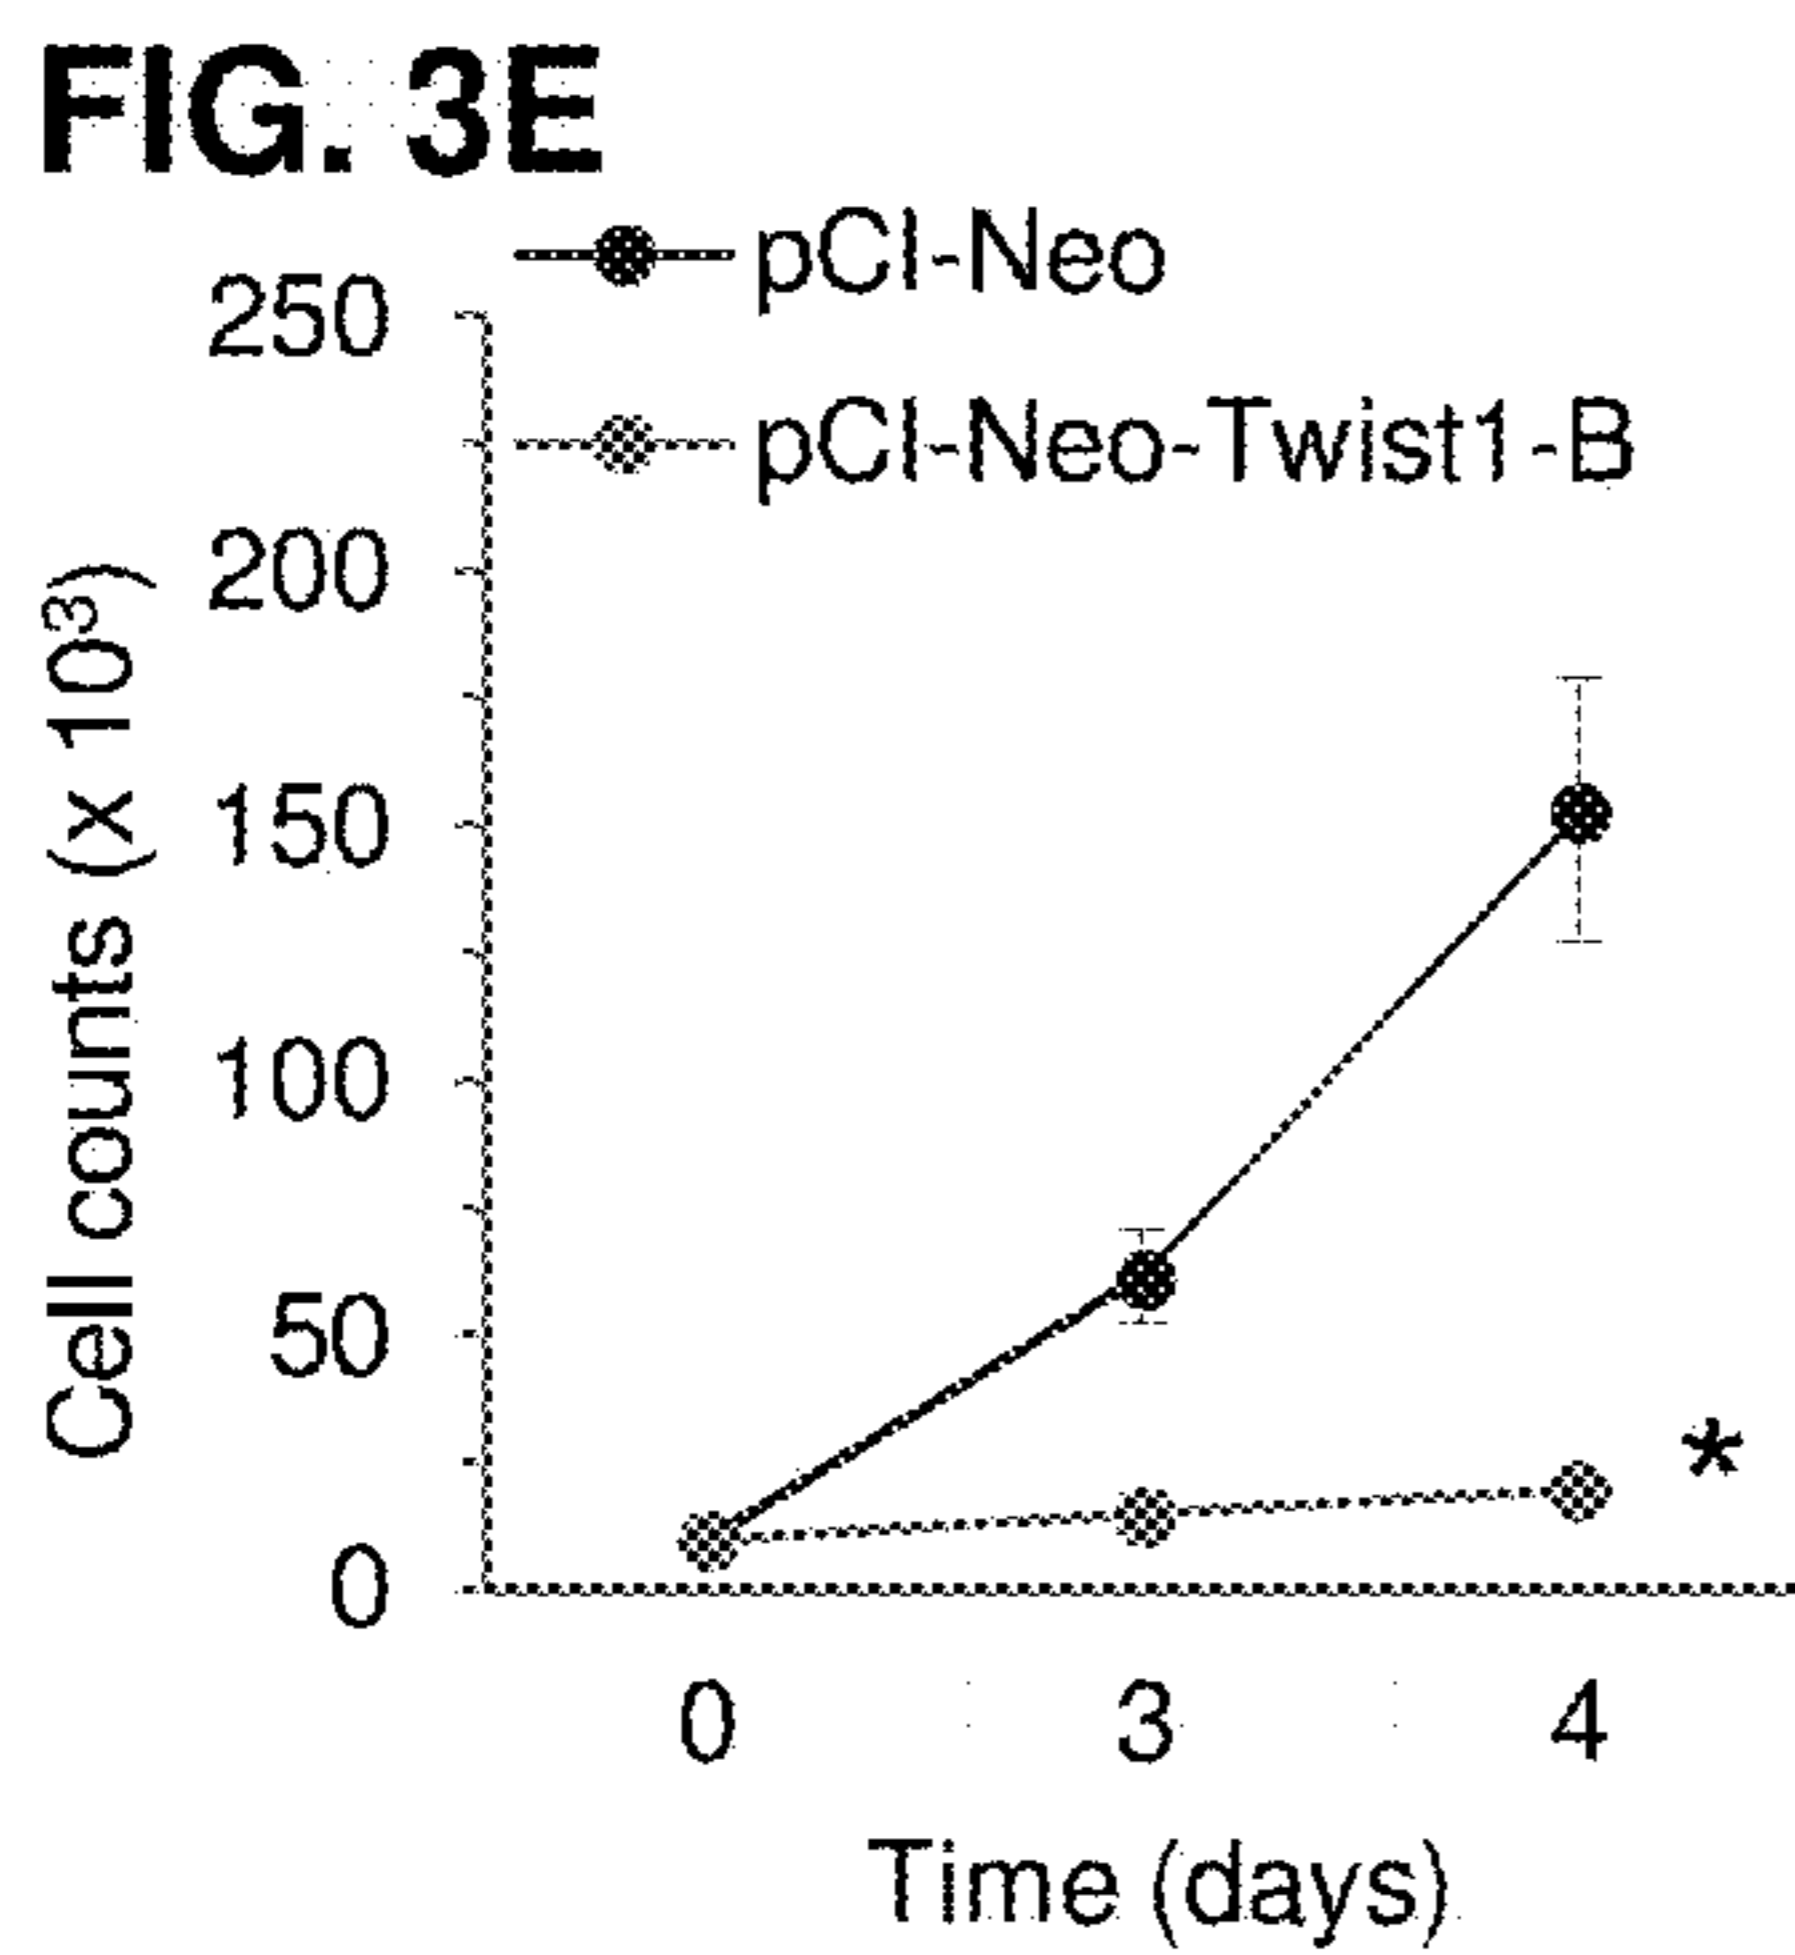 FIG. 3E
pCI-Neo
pCI-Neo-Twist1-B
250
200
150
100
50
0
Cell counts (x 10³)
*
0 3 4
Time (days)